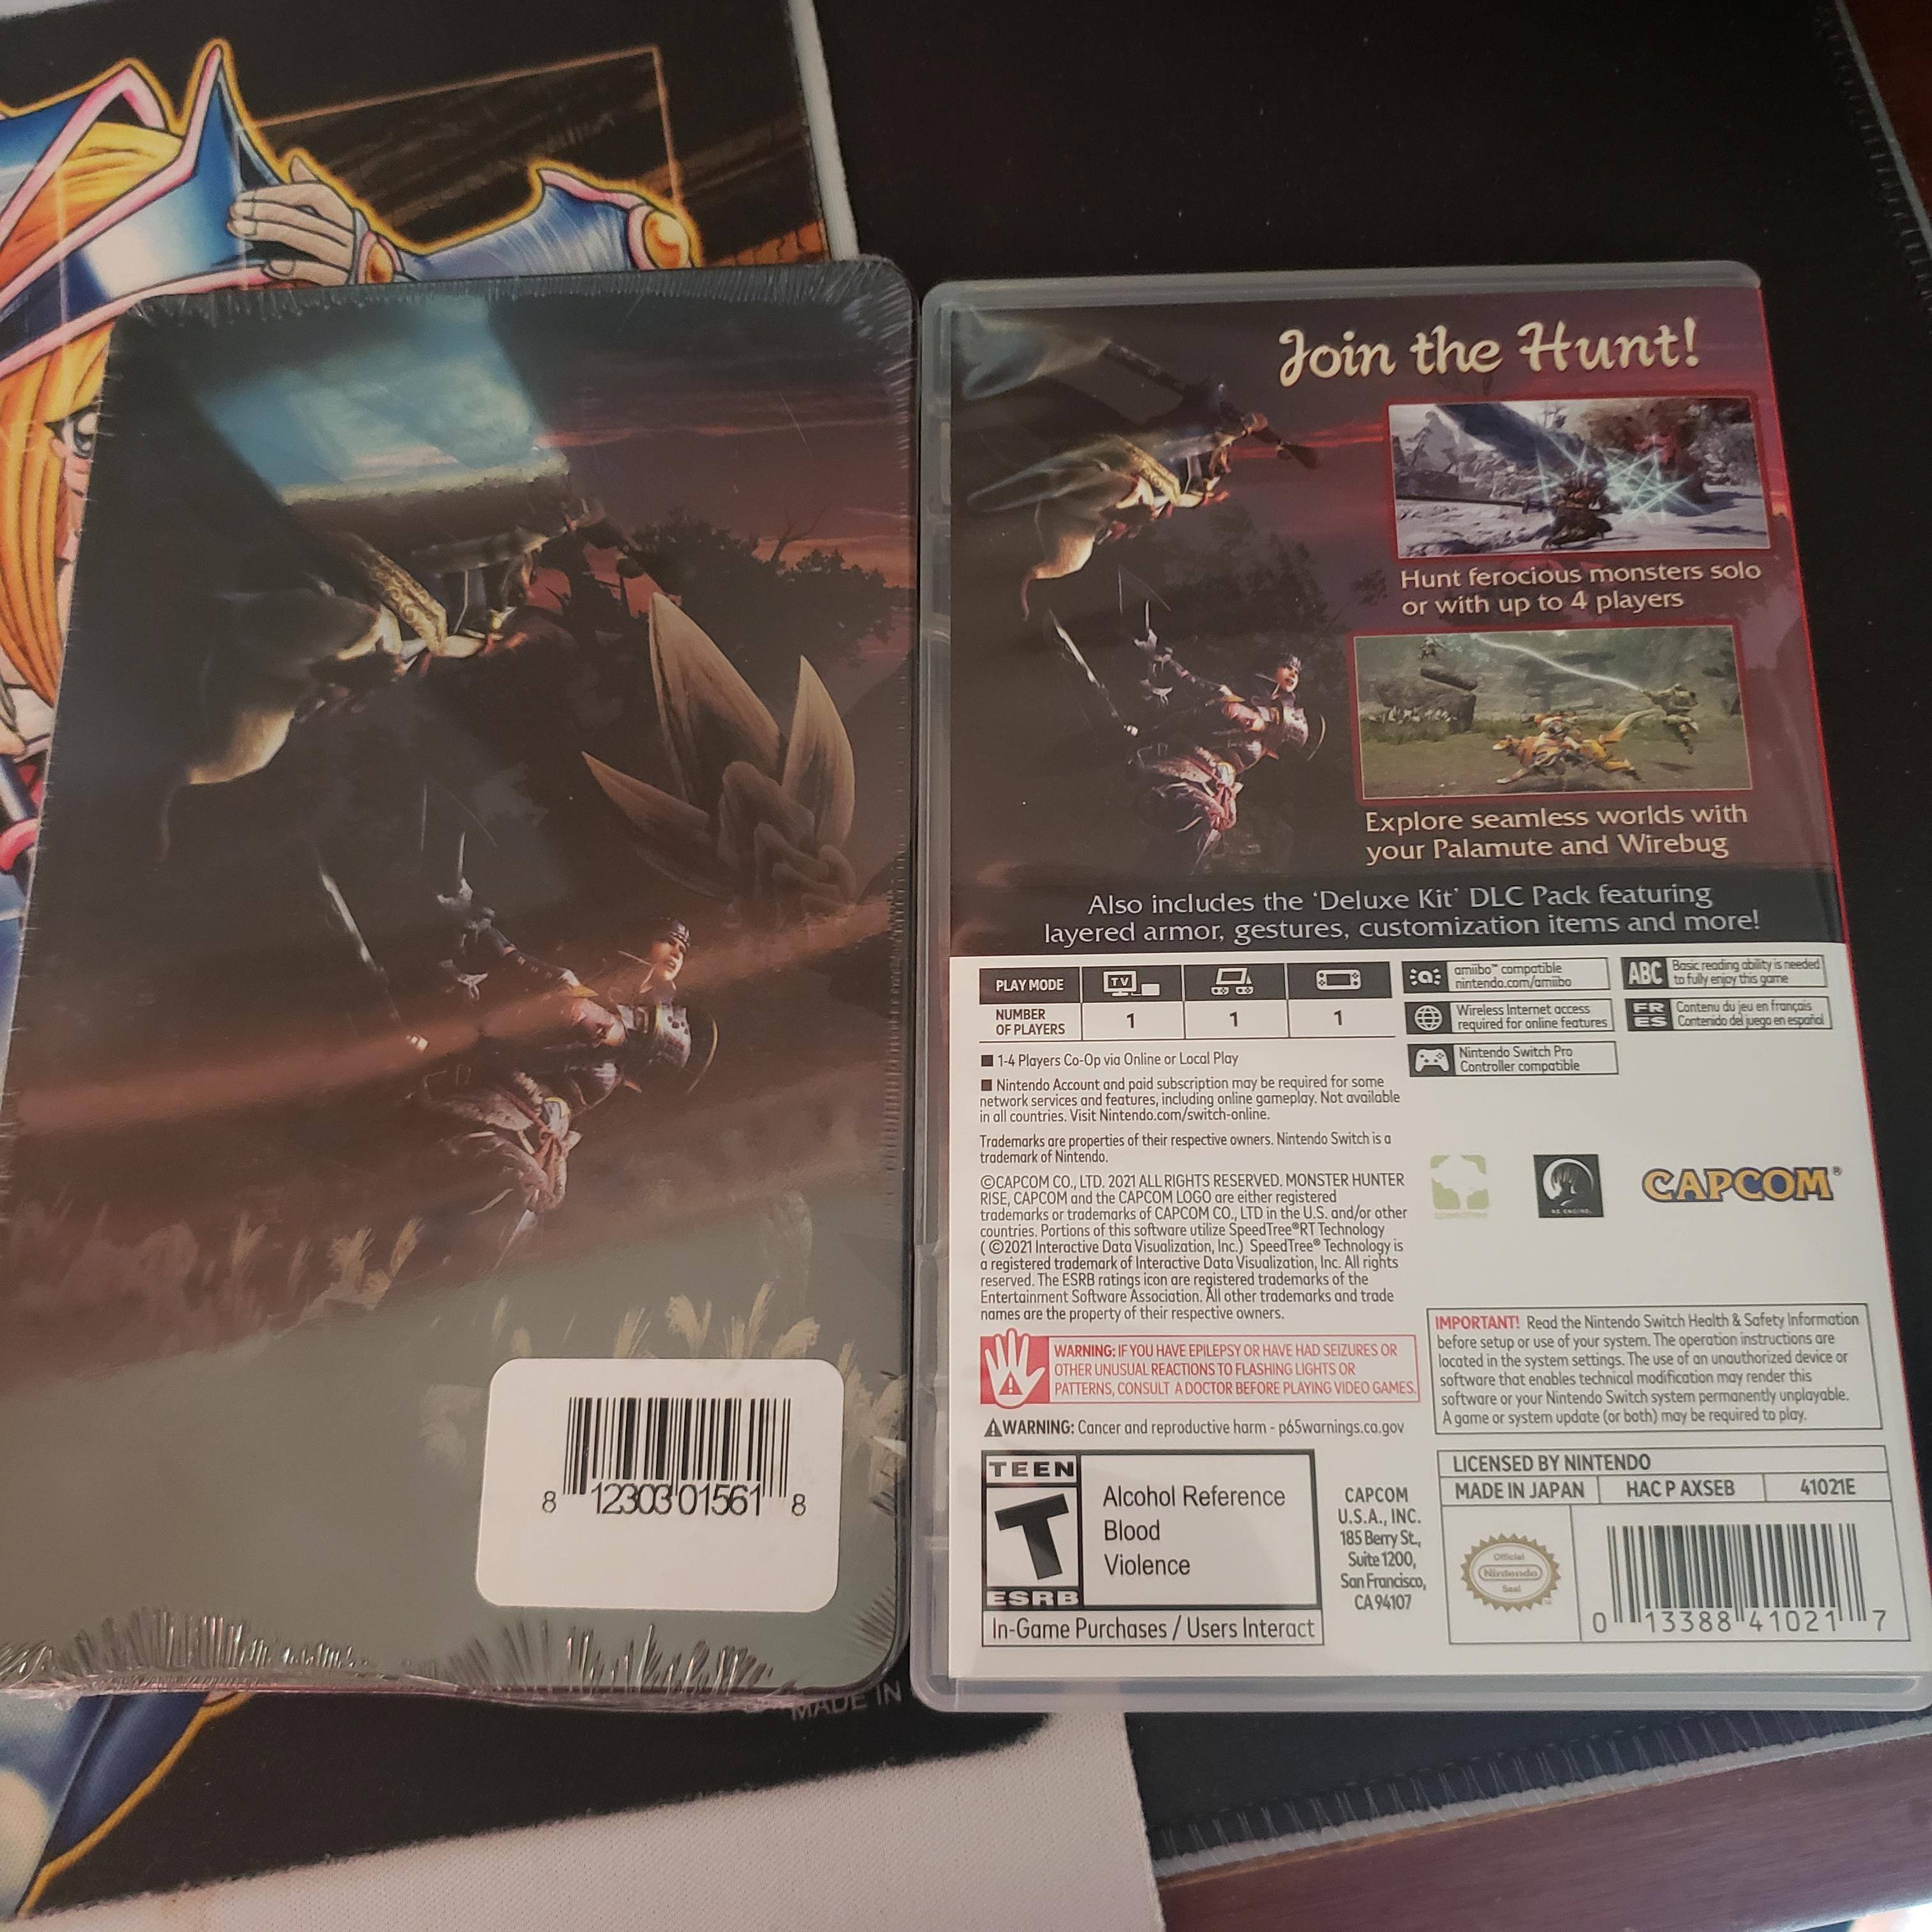 Join the Hunt!
Hunt ferocious monsters solo
or with up to 4 players
Explore seamless worlds with
your Palamute and Wirebug
Also includes the 'Deluxe Kit' DLC Pack featuring
layered armor, gestures, customization items and more!
PLAY MODE
TV
NUMBER
OF PLAYERS
1
1
1
amiibo™ compatible
nintendo.com/amiibo
ABC
Basic reading ability is needed
to fully enjoy this game
Wireless Internet access
required for online features
FR
ES
Contenu du jeu en français
Contenido del juego en español
Nintendo Switch Pro
Controller compatible
■ 1-4 Players Co-Op via Online or Local Play
■ Nintendo Account and paid subscription may be required for some
network services and features, including online gameplay. Not available
in all countries. Visit Nintendo.com/switch-online.
Trademarks are properties of their respective owners. Nintendo Switch is a
trademark of Nintendo.
©CAPCOM CO., LTD. 2021 ALL RIGHTS RESERVED. MONSTER HUNTER
RISE, CAPCOM and the CAPCOM LOGO are either registered
trademarks or trademarks of CAPCOM CO., LTD in the U.S. and/or other
countries. Portions of this software utilize SpeedTree®RT Technology
(©2021 Interactive Data Visualization, Inc.) SpeedTree® Technology is
a registered trademark of Interactive Data Visualization, Inc. All rights
reserved. The ESRB ratings icon are registered trademarks of the
Entertainment Software Association. All other trademarks and trade
names are the property of their respective owners.
RE ENGINE
CAPCOM®
WARNING: IF YOU HAVE EPILEPSY OR HAVE HAD SEIZURES OR
OTHER UNUSUAL REACTIONS TO FLASHING LIGHTS OR
PATTERNS, CONSULT A DOCTOR BEFORE PLAYING VIDEO GAMES.
IMPORTANT! Read the Nintendo Switch Health & Safety Information
before setup or use of your system. The operation instructions are
located in the system settings. The use of an unauthorized device or
software that enables technical modification may render this
software or your Nintendo Switch system permanently unplayable.
A game or system update (or both) may be required to play.
WARNING: Cancer and reproductive harm - p65warnings.ca.gov
TEEN
T
ESRB
Alcohol Reference
Blood
Violence
In-Game Purchases / Users Interact
CAPCOM
U.S.A., INC.
185 Berry St.,
Suite 1200,
San Francisco,
CA 94107
LICENSED BY NINTENDO
MADE IN JAPAN
HAC P AXSEB
41021E
Official
Nintendo
Seal
0 13388 41021 7
8 12303 01561 8
MADE IN